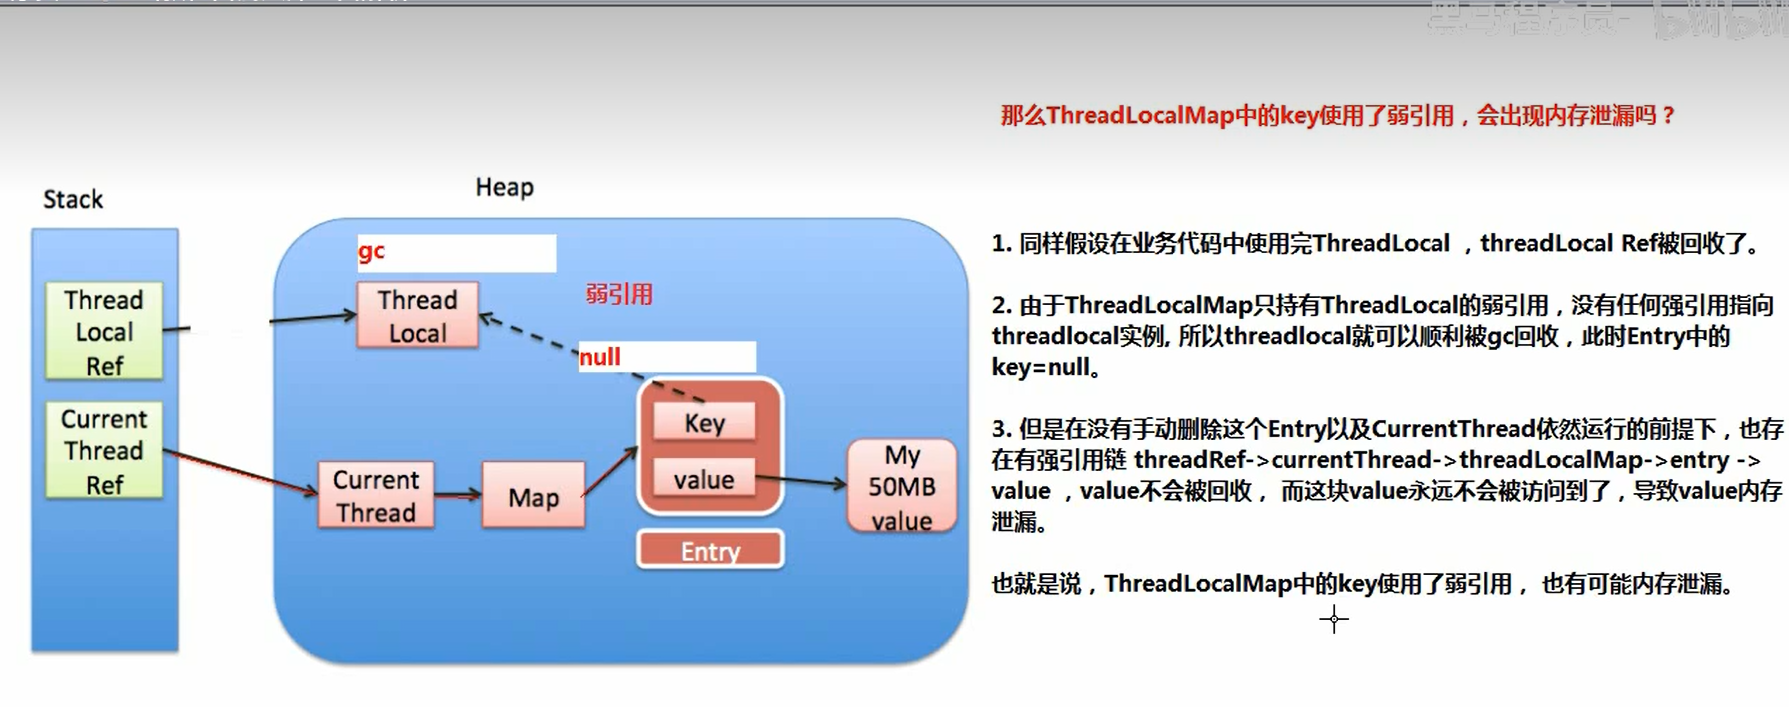 黑马程序员-
bilibili
那么ThreadLocalMap中的key使用了弱引用，会出现内存泄漏吗？
Stack
Heap
gc
弱引用
Thread
Local
Ref
Thread
Local
null
Current
Thread
Ref
Key
value
Current
Thread
Map
My
50MB
value
Entry
1. 同样假设在业务代码中使用完ThreadLocal ，threadLocal Ref被回收了。
2. 由于ThreadLocalMap只持有ThreadLocal的弱引用，没有任何强引用指向
threadlocal实例, 所以threadlocal就可以顺利被gc回收，此时Entry中的
key=null。
3. 但是在没有手动删除这个Entry以及CurrentThread依然运行的前提下，也存
在有强引用链 threadRef->currentThread->threadLocalMap->entry ->
value ，value不会被回收， 而这块value永远不会被访问到了，导致value内存
泄漏。
也就是说，ThreadLocalMap中的key使用了弱引用， 也有可能内存泄漏。